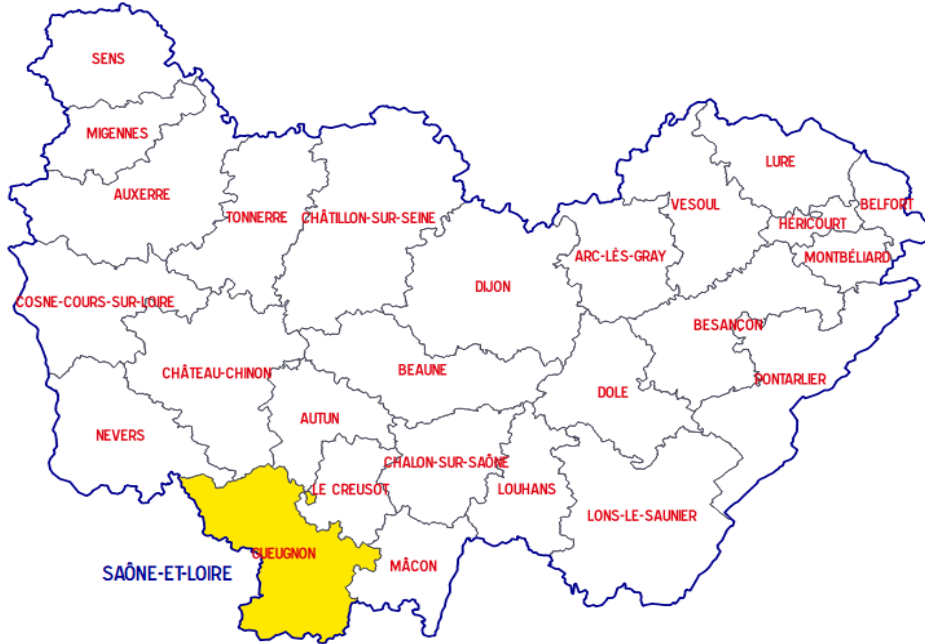 SENS
MIGENNES
LURE
AUXERRE
BELFORT
VESOUL
TONNERRE
CHÂTILLON-SUR-SEINE
HÉRICOURT
ARC-LÈS-GRAY
MONTBÉLIARD
DIJON
COSNE-COURS-SUR-LOIRE
BESANÇON
BEAUNE
CHÂTEAU-CHINON
PONTARLIER
DOLE
AUTUN
NEVERS
CHALON-SUR-SAÔNE
LE CREUSOT
LOUHANS
LONS-LE-SAUNIER
GUEUGNON
MÂCON
SAÔNE-ET-LOIRE